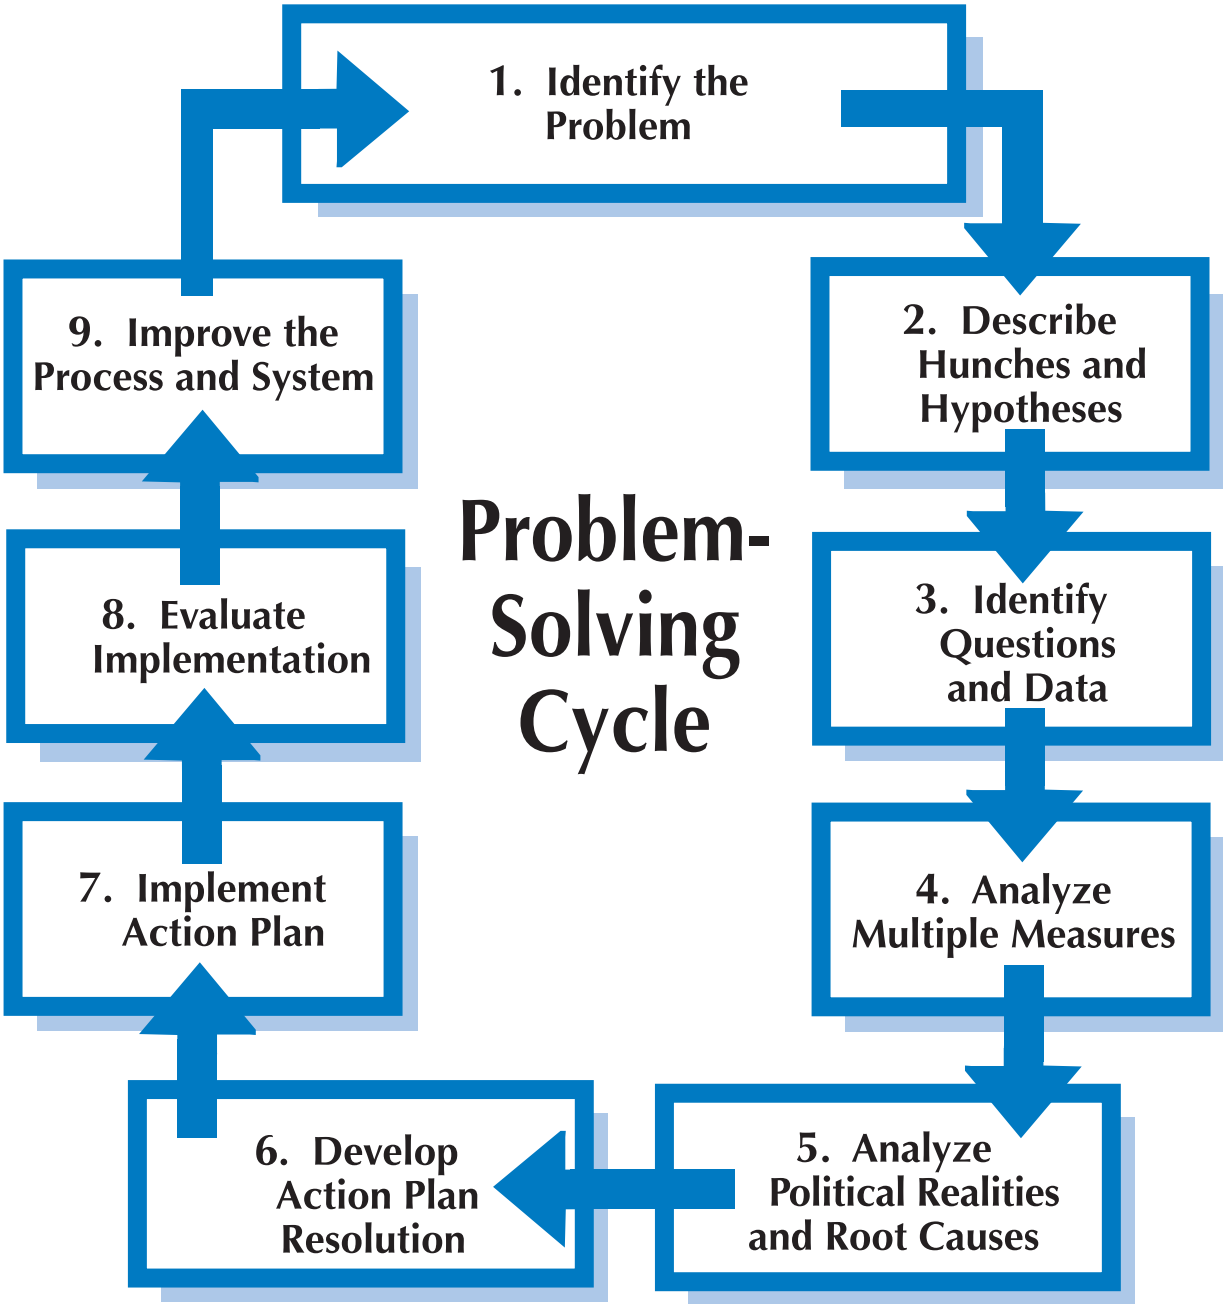 1. Identify the
Problem
2. Describe
Hunches and
Hypotheses
3. Identify
Questions
and Data
4. Analyze
Multiple Measures
5. Analyze
Political Realities
and Root Causes
6. Develop
Action Plan
Resolution
7. Implement
Action Plan
8. Evaluate
Implementation
9. Improve the
Process and System
Problem-
Solving
Cycle